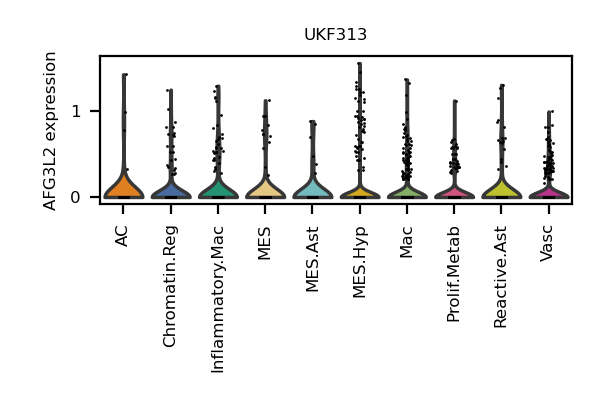 UKF313
AFG3L2 expression
1
0
AC
Chromatin.Reg
Inflammatory.Mac
MES
MES.Ast
MES.Hyp
Mac
Prolif.Metab
Reactive.Ast
Vasc